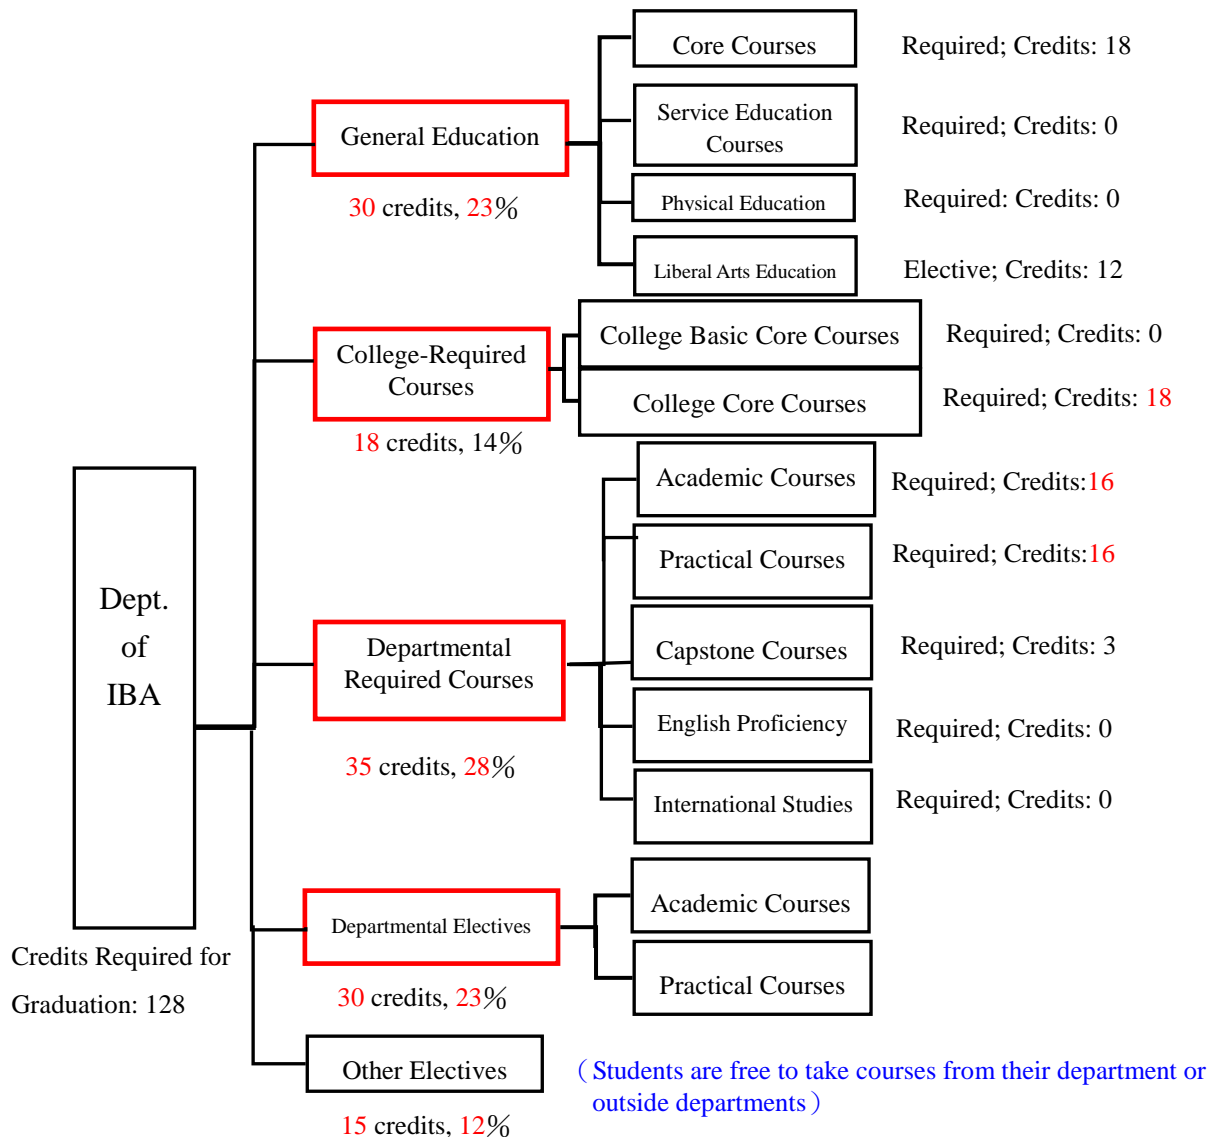 Core Courses
Required; Credits: 18
Service Education
Courses
Required; Credits: 0
General Education
30 credits, 23%
Physical Education
Required: Credits: 0
Liberal Arts Education
Elective; Credits: 12
College-Required
Courses
18 credits, 14%
College Basic Core Courses
Required; Credits: 0
College Core Courses
Required; Credits: 18
Academic Courses
Required; Credits:16
Practical Courses
Required; Credits:16
Dept.
of
IBA
Credits Required for
Graduation: 128
Departmental
Required Courses
35 credits, 28%
Capstone Courses
Required; Credits: 3
English Proficiency
Required; Credits: 0
International Studies
Required; Credits: 0
Departmental Electives
30 credits, 23%
Academic Courses
Practical Courses
Other Electives
15 credits, 12%
（Students are free to take courses from their department or
outside departments）